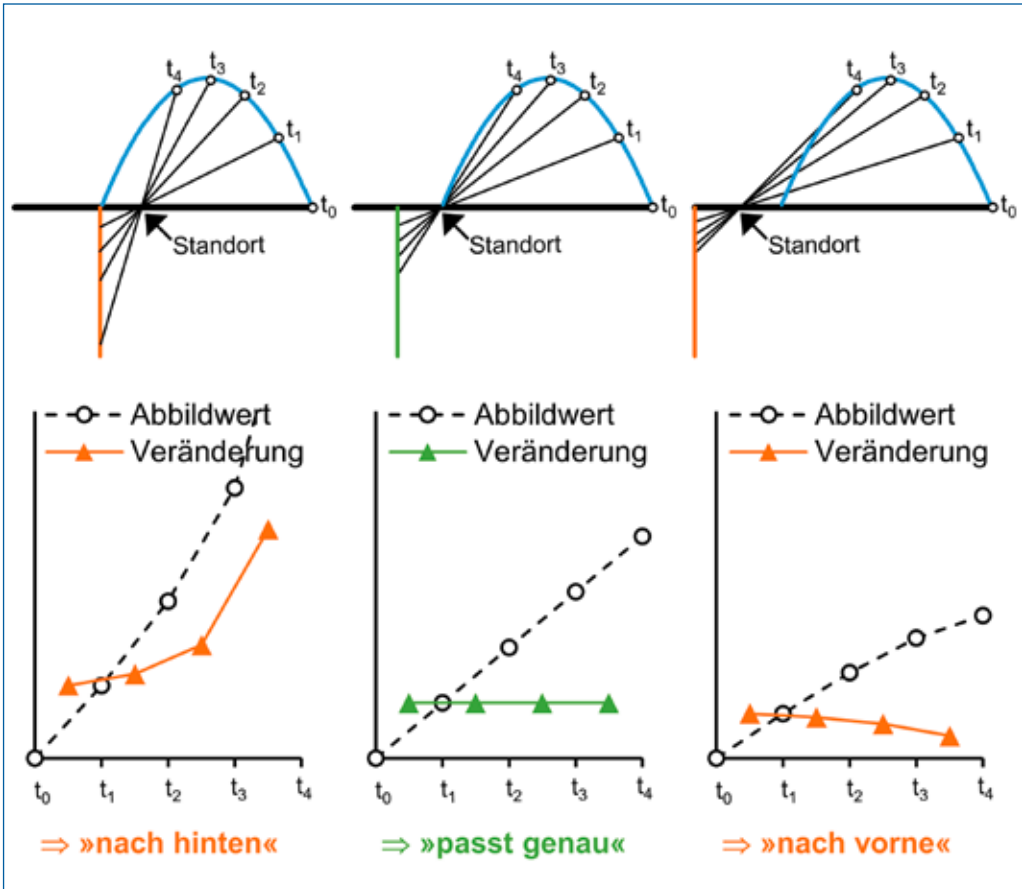 t₄ t₃ t₂ t₁ t₀
Standort
t₄ t₃ t₂ t₁ t₀
Standort
t₄ t₃ t₂ t₁ t₀
Standort
Abbildwert
Veränderung
t₀ t₁ t₂ t₃ t₄
⇒ »nach hinten«
Abbildwert
Veränderung
t₀ t₁ t₂ t₃ t₄
⇒ »passt genau«
Abbildwert
Veränderung
t₀ t₁ t₂ t₃ t₄
⇒ »nach vorne«